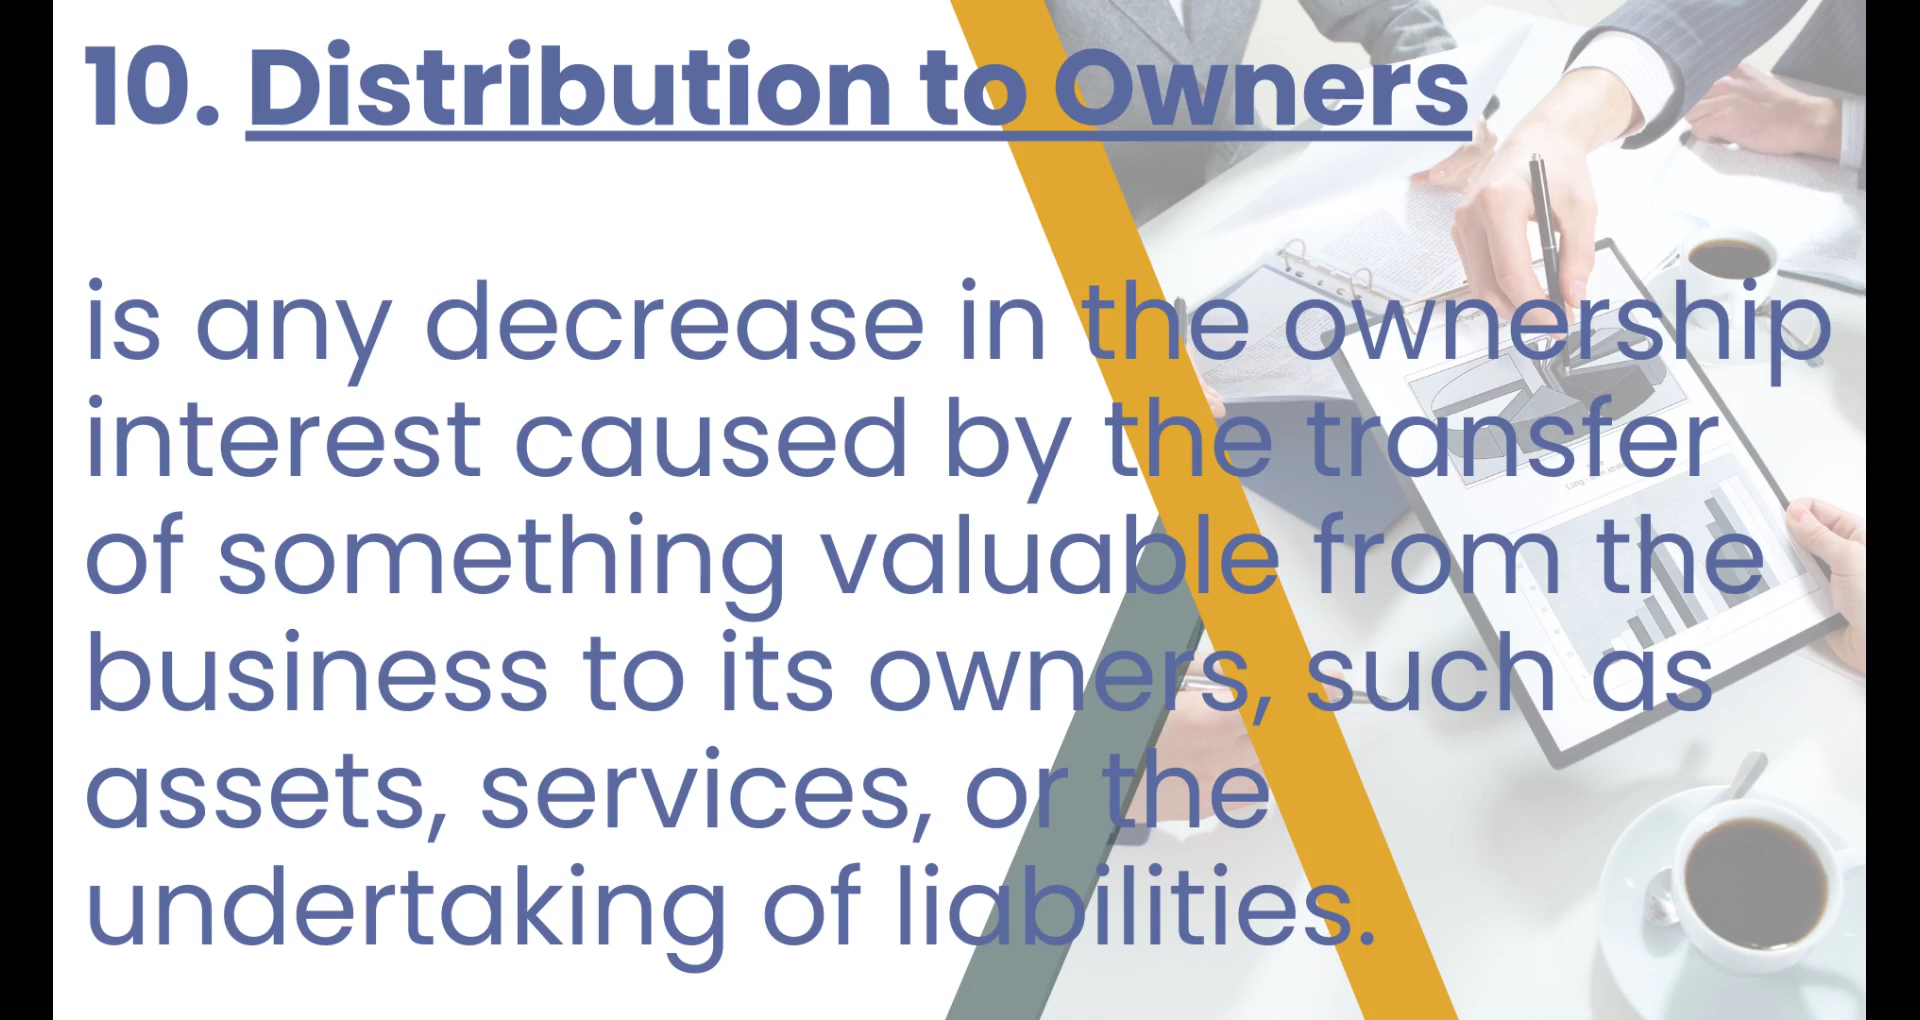 10. Distribution to Owners
is any decrease in the ownership
interest caused by the transfer
of something valuable from the
business to its owners, such as
assets, services, or the
undertaking of liabilities.